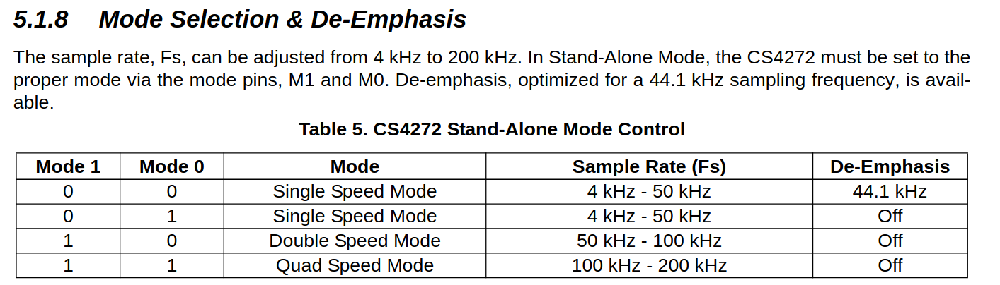 5.1.8 Mode Selection & De-Emphasis
The sample rate, Fs, can be adjusted from 4 kHz to 200 kHz. In Stand-Alone Mode, the CS4272 must be set to the
proper mode via the mode pins, M1 and M0. De-emphasis, optimized for a 44.1 kHz sampling frequency, is avail-
able.
Table 5. CS4272 Stand-Alone Mode Control
Mode 1 Mode 0 Mode Sample Rate (Fs) De-Emphasis
0 0 Single Speed Mode 4 kHz - 50 kHz 44.1 kHz
0 1 Single Speed Mode 4 kHz - 50 kHz Off
1 0 Double Speed Mode 50 kHz - 100 kHz Off
1 1 Quad Speed Mode 100 kHz - 200 kHz Off